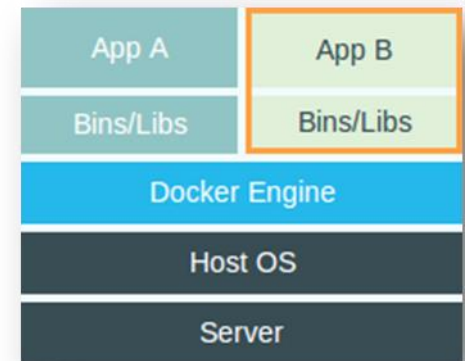 App A App B
Bins/Libs Bins/Libs
Docker Engine
Host OS
Server